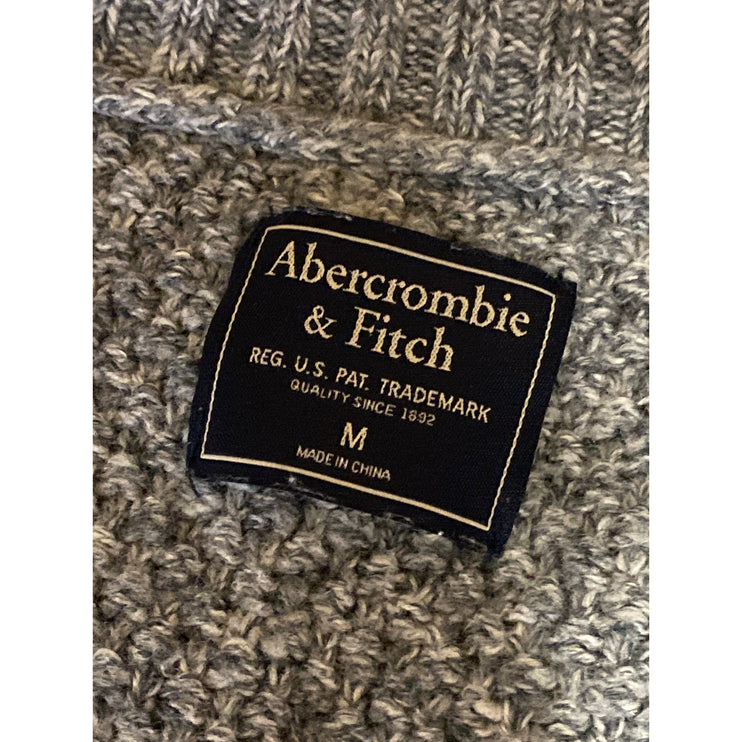 Abercrombie
& Fitch
REG. U.S. PAT. TRADEMARK
QUALITY SINCE 1892
M
MADE IN CHINA